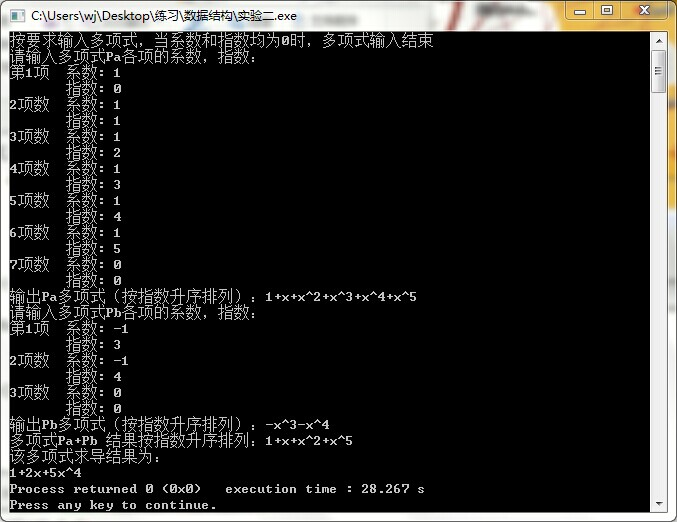 C:\Users\wj\Desktop\练习\数据结构\实验二.exe
按要求输入多项式，当系数和指数均为0时，多项式输入结束
请输入多项式Pa各项的系数，指数：
第1项 系数: 1
指数: 0
2项数 系数: 1
指数: 1
3项数 系数: 1
指数: 2
4项数 系数: 1
指数: 3
5项数 系数: 1
指数: 4
6项数 系数: 1
指数: 5
7项数 系数: 0
指数: 0
输出Pa多项式（按指数升序排列）：1+x+x^2+x^3+x^4+x^5
请输入多项式Pb各项的系数，指数：
第1项 系数: -1
指数: 3
2项数 系数: -1
指数: 4
3项数 系数: 0
指数: 0
输出Pb多项式（按指数升序排列）：-x^3-x^4
多项式Pa+Pb 结果按指数升序排列：1+x+x^2+x^5
该多项式求导结果为：
1+2x+5x^4
Process returned 0 (0x0)   execution time : 28.267 s
Press any key to continue.